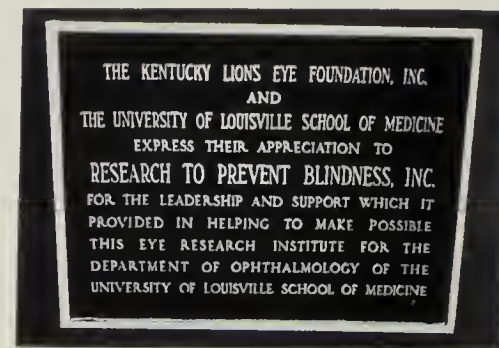 THE KENTUCKY LIONS EYE FOUNDATION, INC.
AND
THE UNIVERSITY OF LOUISVILLE SCHOOL OF MEDICINE
EXPRESS THEIR APPRECIATION TO
RESEARCH TO PREVENT BLINDNESS, INC.
FOR THE LEADERSHIP AND SUPPORT WHICH IT
PROVIDED IN HELPING TO MAKE POSSIBLE
THIS EYE RESEARCH INSTITUTE FOR THE
DEPARTMENT OF OPHTHALMOLOGY OF THE
UNIVERSITY OF LOUISVILLE SCHOOL OF MEDICINE